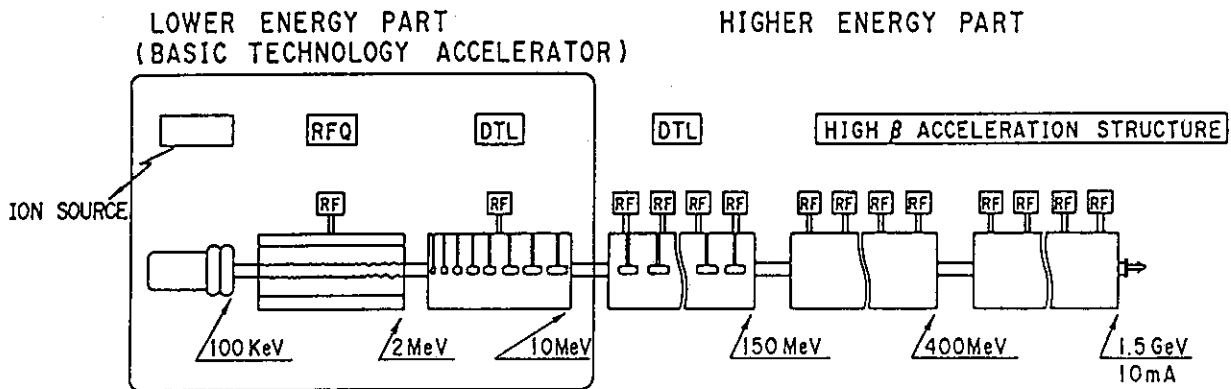 LOWER ENERGY PART
(BASIC TECHNOLOGY ACCELERATOR)
HIGHER ENERGY PART
RFQ
DTL
DTL
HIGH β ACCELERATION STRUCTURE
ION SOURCE
RF
RF
RF RF RF RF
RF RF RF RF
RF RF RF RF
100 KeV
2 MeV
10 MeV
150 MeV
400 MeV
1.5 GeV
10 mA